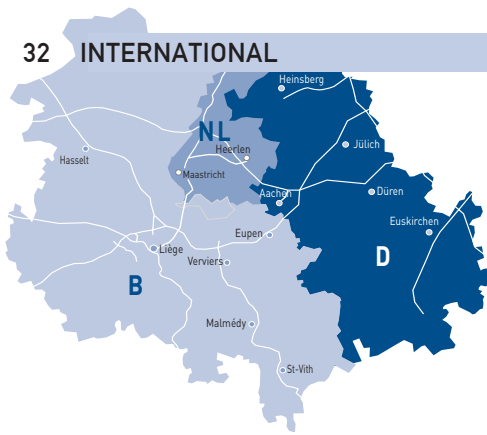 32 INTERNATIONAL
Heinsberg
NL
Jülich
Heerlen
Hasselt
Maastricht
Aachen
Düren
Euskirchen
Eupen
Liège
D
Verviers
B
Malmédy
St-Vith